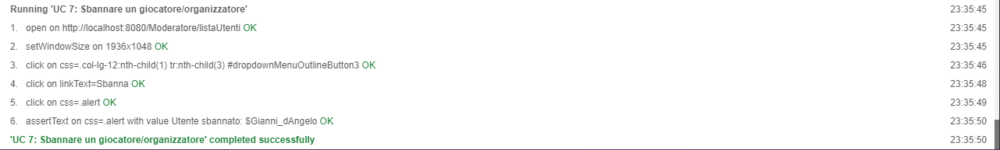 Running 'UC 7: Sbannare un giocatore/organizzatore' 23:35:45
1. open on http://localhost:8080/Moderatore/listaUtenti OK 23:35:45
2. setWindowSize on 1936x1048 OK 23:35:45
3. click on css=.col-lg-12:nth-child(1) tr:nth-child(3) #dropdownMenuOutlineButton3 OK 23:35:46
4. click on linkText=Sbanna OK 23:35:48
5. click on css=.alert OK 23:35:49
6. assertText on css=.alert with value Utente sbannato: $Gianni_dAngelo OK 23:35:50
'UC 7: Sbannare un giocatore/organizzatore' completed successfully 23:35:50